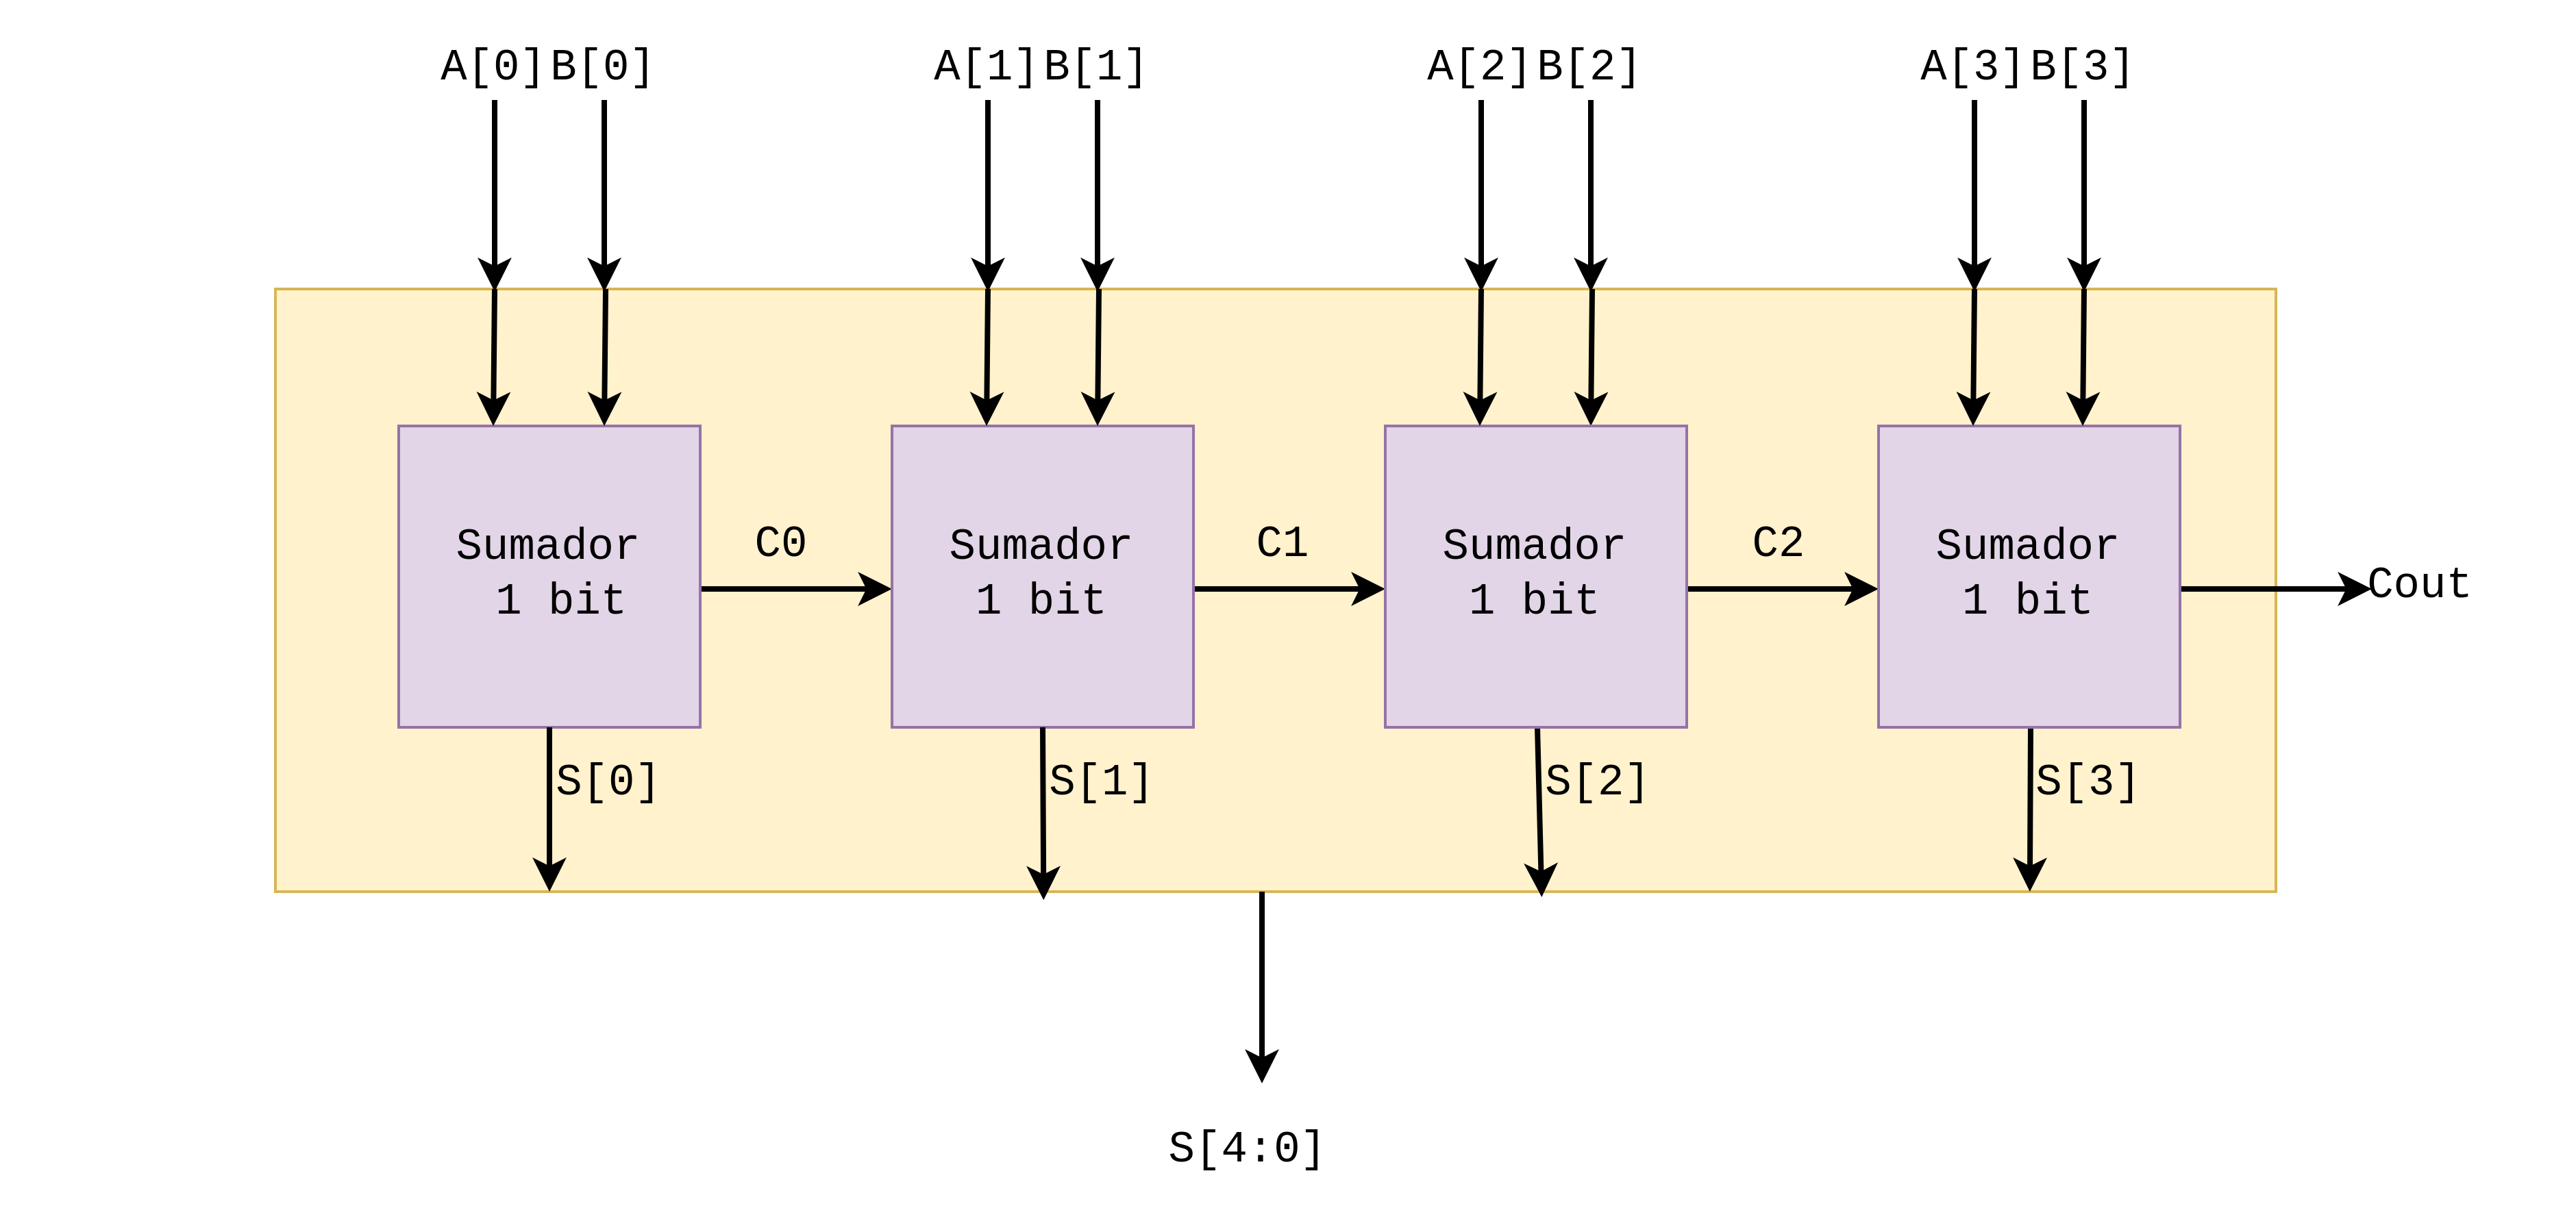 A[0] B[0] A[1] B[1] A[2] B[2] A[3] B[3]
Sumador
1 bit
C0
Sumador
1 bit
C1
Sumador
1 bit
C2
Sumador
1 bit
Cout
S[0] S[1] S[2] S[3]
S[4:0]